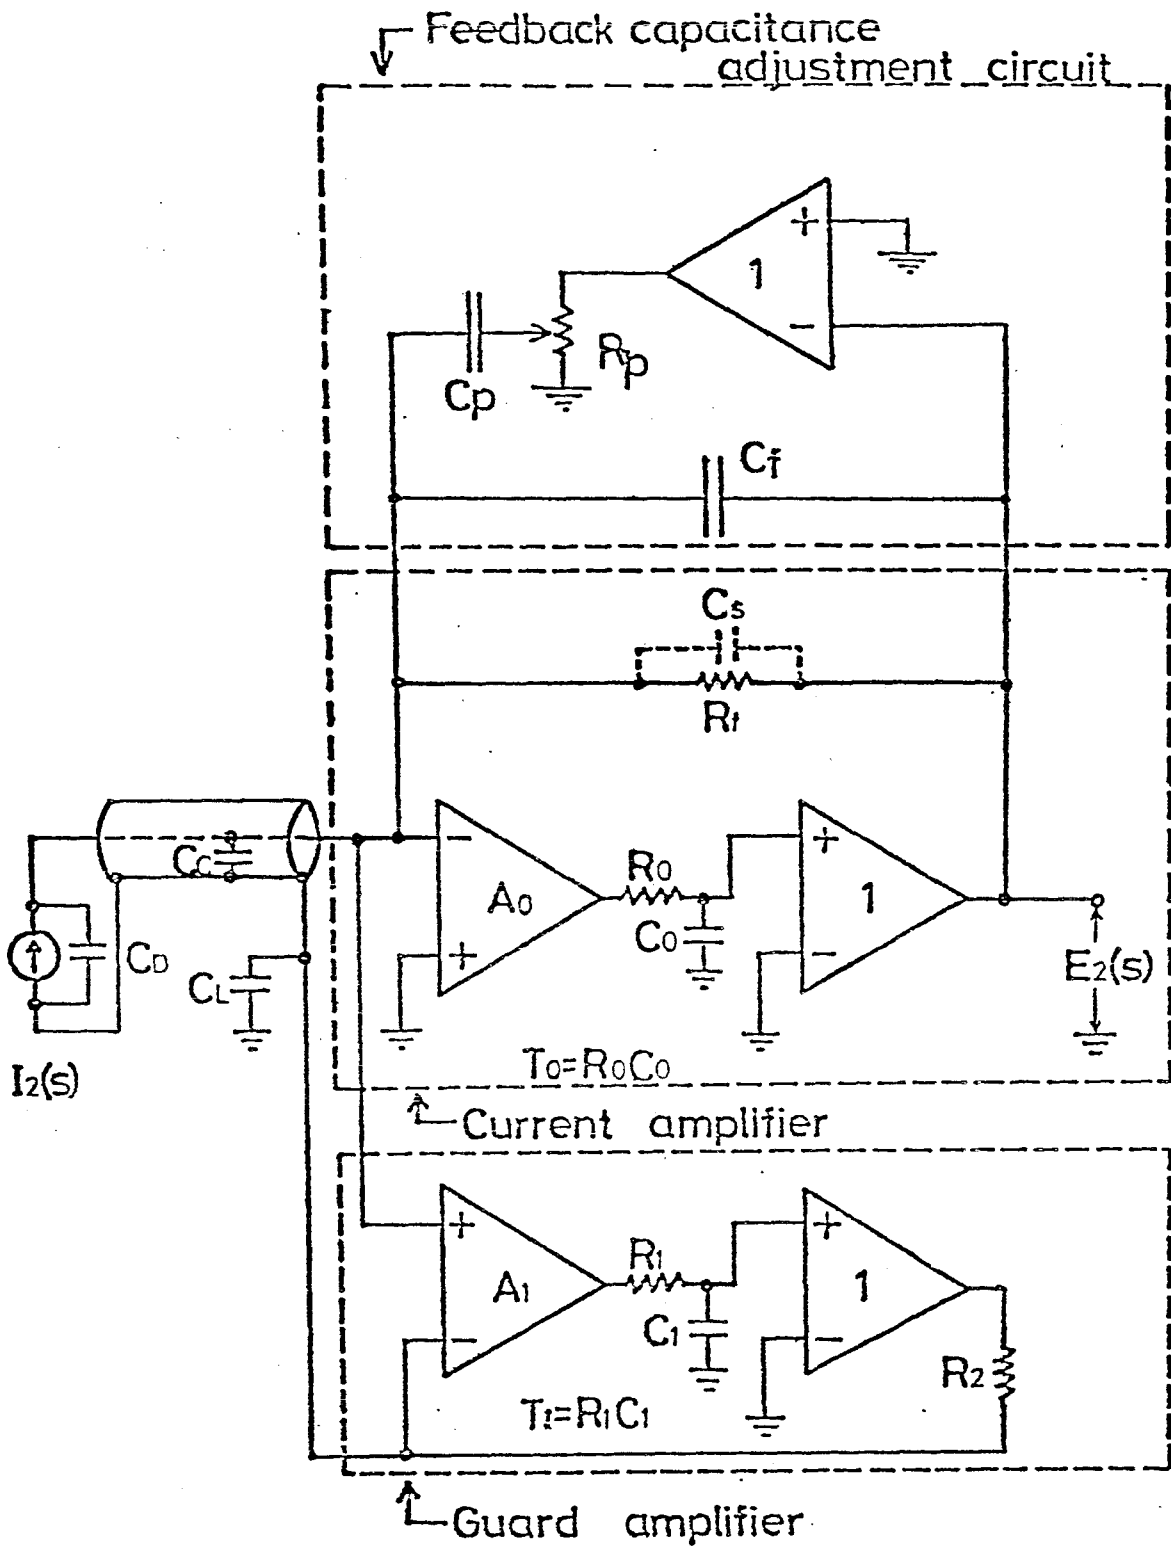 Feedback capacitance
adjustment circuit
+
1
−
Rp
Cp
Cf
Cs
Rf
−
A0
+
R0
C0
+
1
−
E2(s)
CC
CD
CL
I2(s)
T0=R0C0
Current amplifier
+
A1
−
R1
C1
+
1
−
R2
T1=R1C1
Guard amplifier